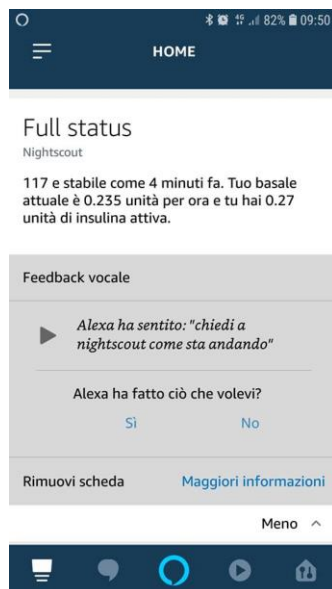 82% 09:50
HOME
Full status
Nightscout
117 e stabile come 4 minuti fa. Tuo basale
attuale è 0.235 unità per ora e tu hai 0.27
unità di insulina attiva.
Feedback vocale
Alexa ha sentito: "chiedi a
nightscout come sta andando"
Alexa ha fatto ciò che volevi?
Sì No
Rimuovi scheda Maggiori informazioni
Meno